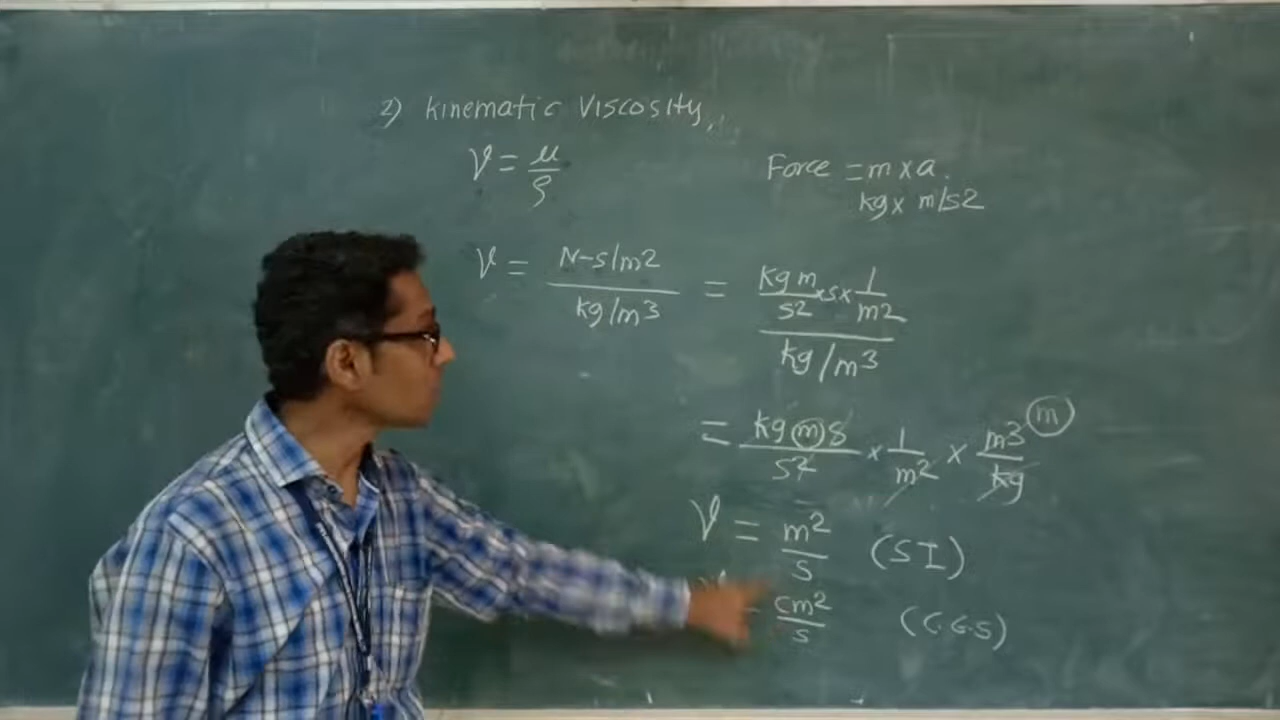 2) Kinematic Viscosity,
ν = μ/ρ
Force = m x a.
kg x m/s2
ν = N-s/m2 / kg/m3 = kg m/s2 x s x 1/m2 / kg/m3
= kg m s/s2 x 1/m2 x m3/kg m
ν = m2/s (SI)
= cm2/s (C.G.S)